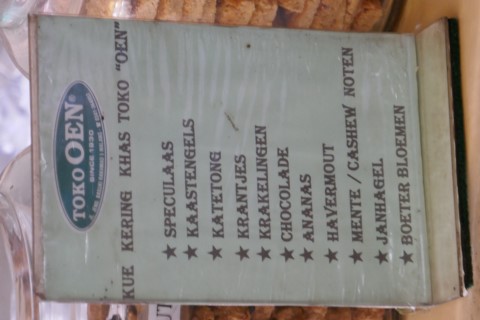 TOKO OEN®
SINCE 1930
KUE KERING KHAS TOKO "OEN"
★ SPECULAAS
★ KAASTENGELS
★ KATETONG
★ KRANTJES
★ KRAKELINGEN
★ CHOCOLADE
★ ANANAS
★ HAVERMOUT
★ MENTE / CASHEW NOTEN
★ JANHAGEL
★ BOETER BLOEMEN